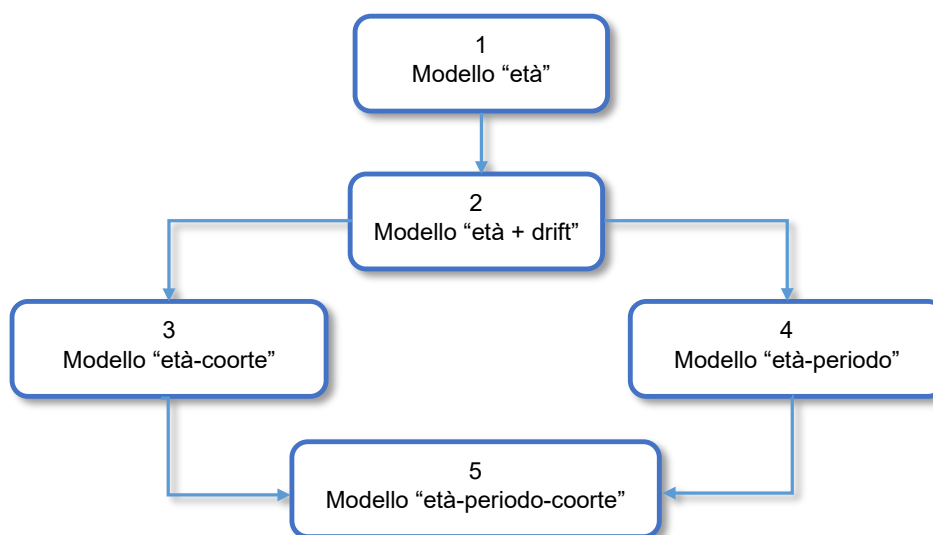 1
Modello “età”
2
Modello “età + drift”
3
Modello “età-coorte”
4
Modello “età-periodo”
5
Modello “età-periodo-coorte”